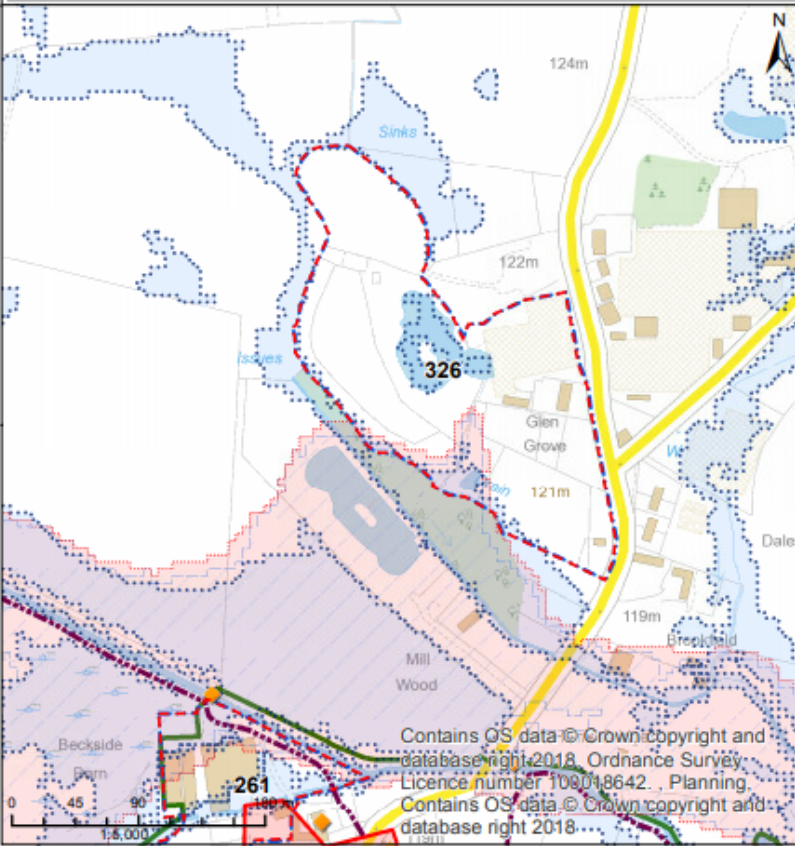 N
124m
Sinks
122m
Issues
326
Glen
Grove
121m
Dale
119m
Brookfield
Mill
Wood
Beckside
Barn
261
0 45 90 180 m
1:5,000
Contains OS data © Crown copyright and
database right 2018. Ordnance Survey
Licence number 100018642. . Planning.
Contains OS data © Crown copyright and
database right 2018
119m